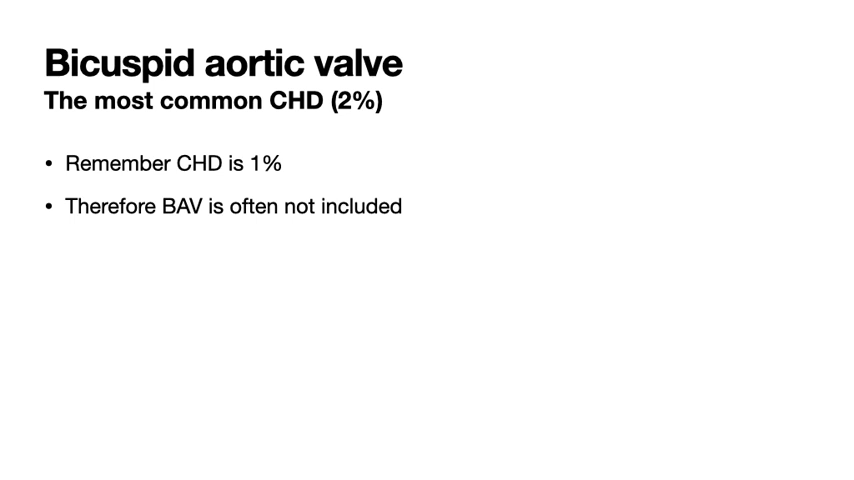 Bicuspid aortic valve
The most common CHD (2%)
• Remember CHD is 1%
• Therefore BAV is often not included